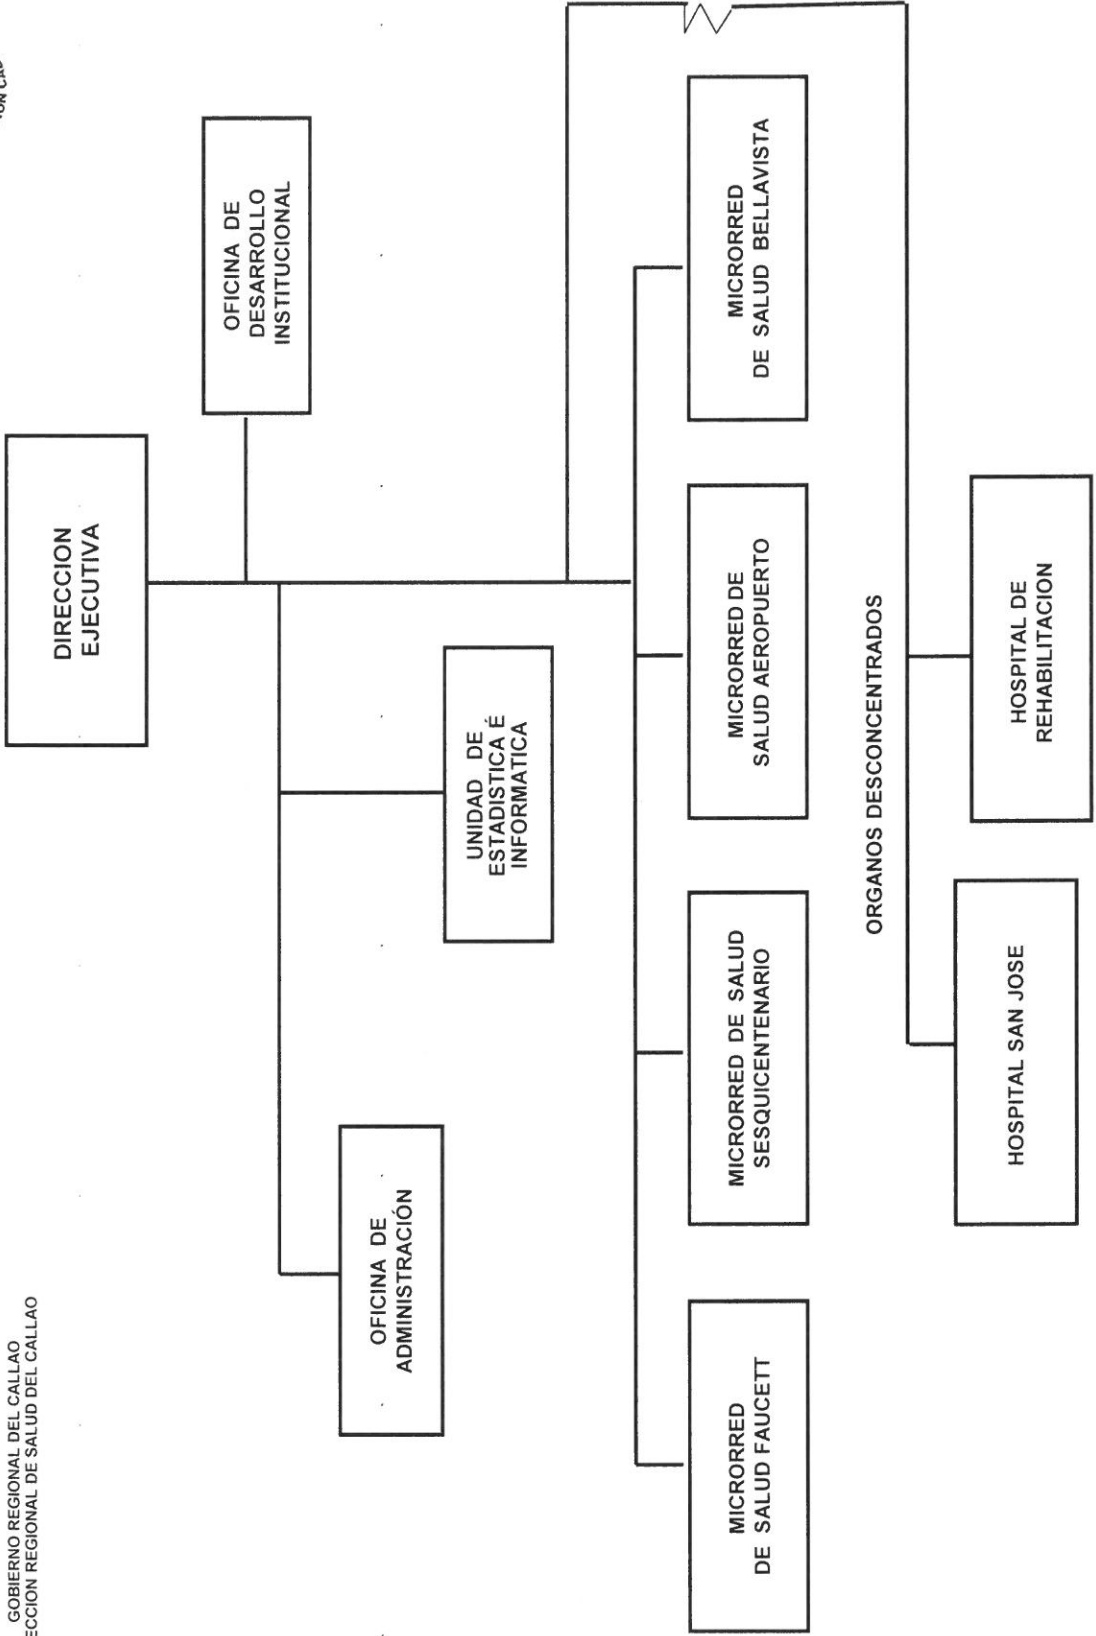 GOBIERNO REGIONAL DEL CALLAO
ECCION REGIONAL DE SALUD DEL CALLAO
DIRECCION
EJECUTIVA
OFICINA DE
DESARROLLO
INSTITUCIONAL
OFICINA DE
ADMINISTRACIÓN
UNIDAD DE
ESTADISTICA É
INFORMATICA
MICRORRED
DE SALUD FAUCETT
MICRORRED DE SALUD
SESQUICENTENARIO
MICRORRED DE
SALUD AEROPUERTO
MICRORRED
DE SALUD BELLAVISTA
ORGANOS DESCONCENTRADOS
HOSPITAL SAN JOSE
HOSPITAL DE
REHABILITACION